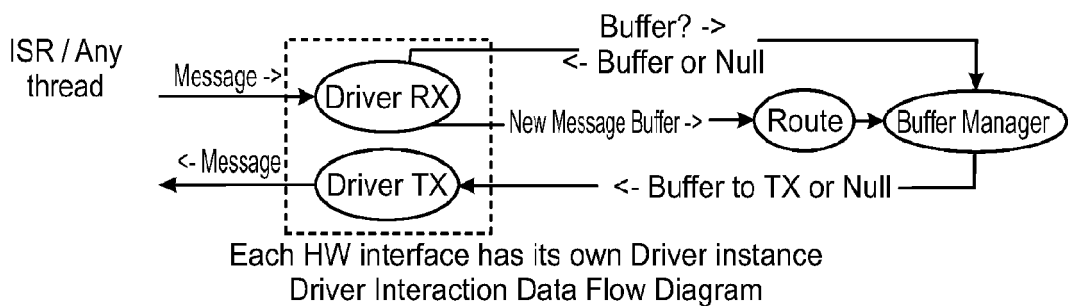 Buffer? ->
ISR / Any
thread
Message ->
<- Buffer or Null
Driver RX
New Message Buffer ->
Route
Buffer Manager
<- Message
Driver TX
<- Buffer to TX or Null
Each HW interface has its own Driver instance
Driver Interaction Data Flow Diagram